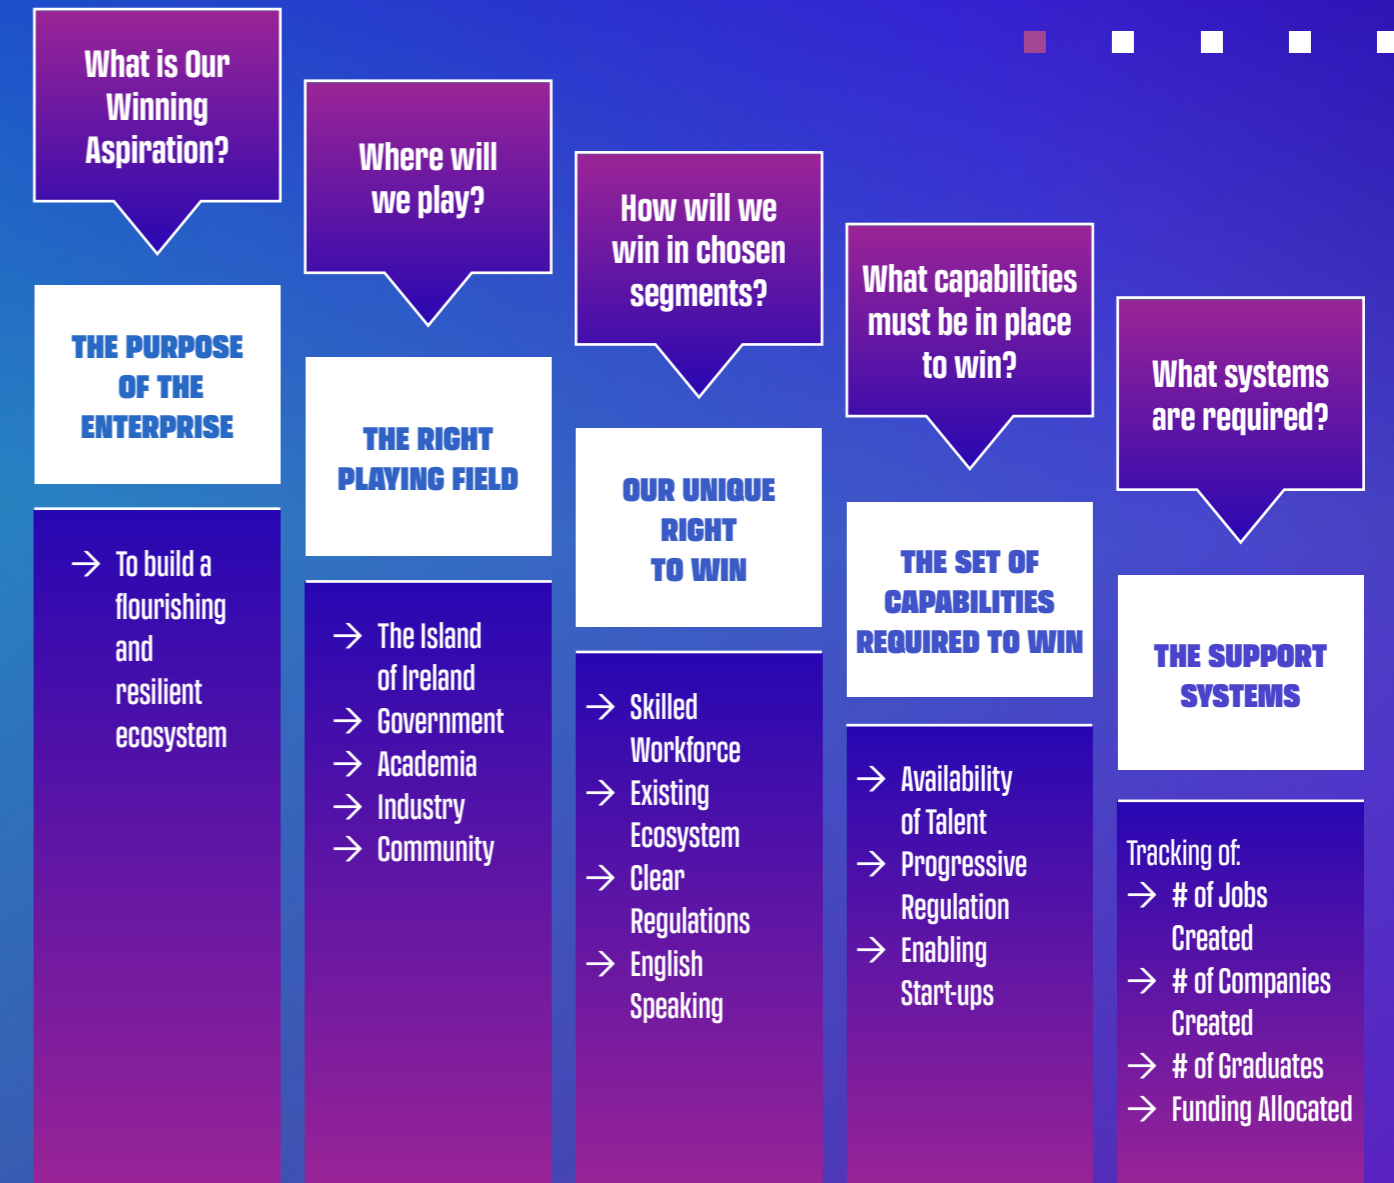 What is Our
Winning
Aspiration?
THE PURPOSE
OF THE
ENTERPRISE
→ To build a
flourishing
and
resilient
ecosystem
Where will
we play?
THE RIGHT
PLAYING FIELD
→ The Island
of Ireland
→ Government
→ Academia
→ Industry
→ Community
How will we
win in chosen
segments?
OUR UNIQUE
RIGHT
TO WIN
→ Skilled
Workforce
→ Existing
Ecosystem
→ Clear
Regulations
→ English
Speaking
What capabilities
must be in place
to win?
THE SET OF
CAPABILITIES
REQUIRED TO WIN
→ Availability
of Talent
→ Progressive
Regulation
→ Enabling
Start-ups
What systems
are required?
THE SUPPORT
SYSTEMS
Tracking of:
→ # of Jobs
Created
→ # of Companies
Created
→ # of Graduates
→ Funding Allocated